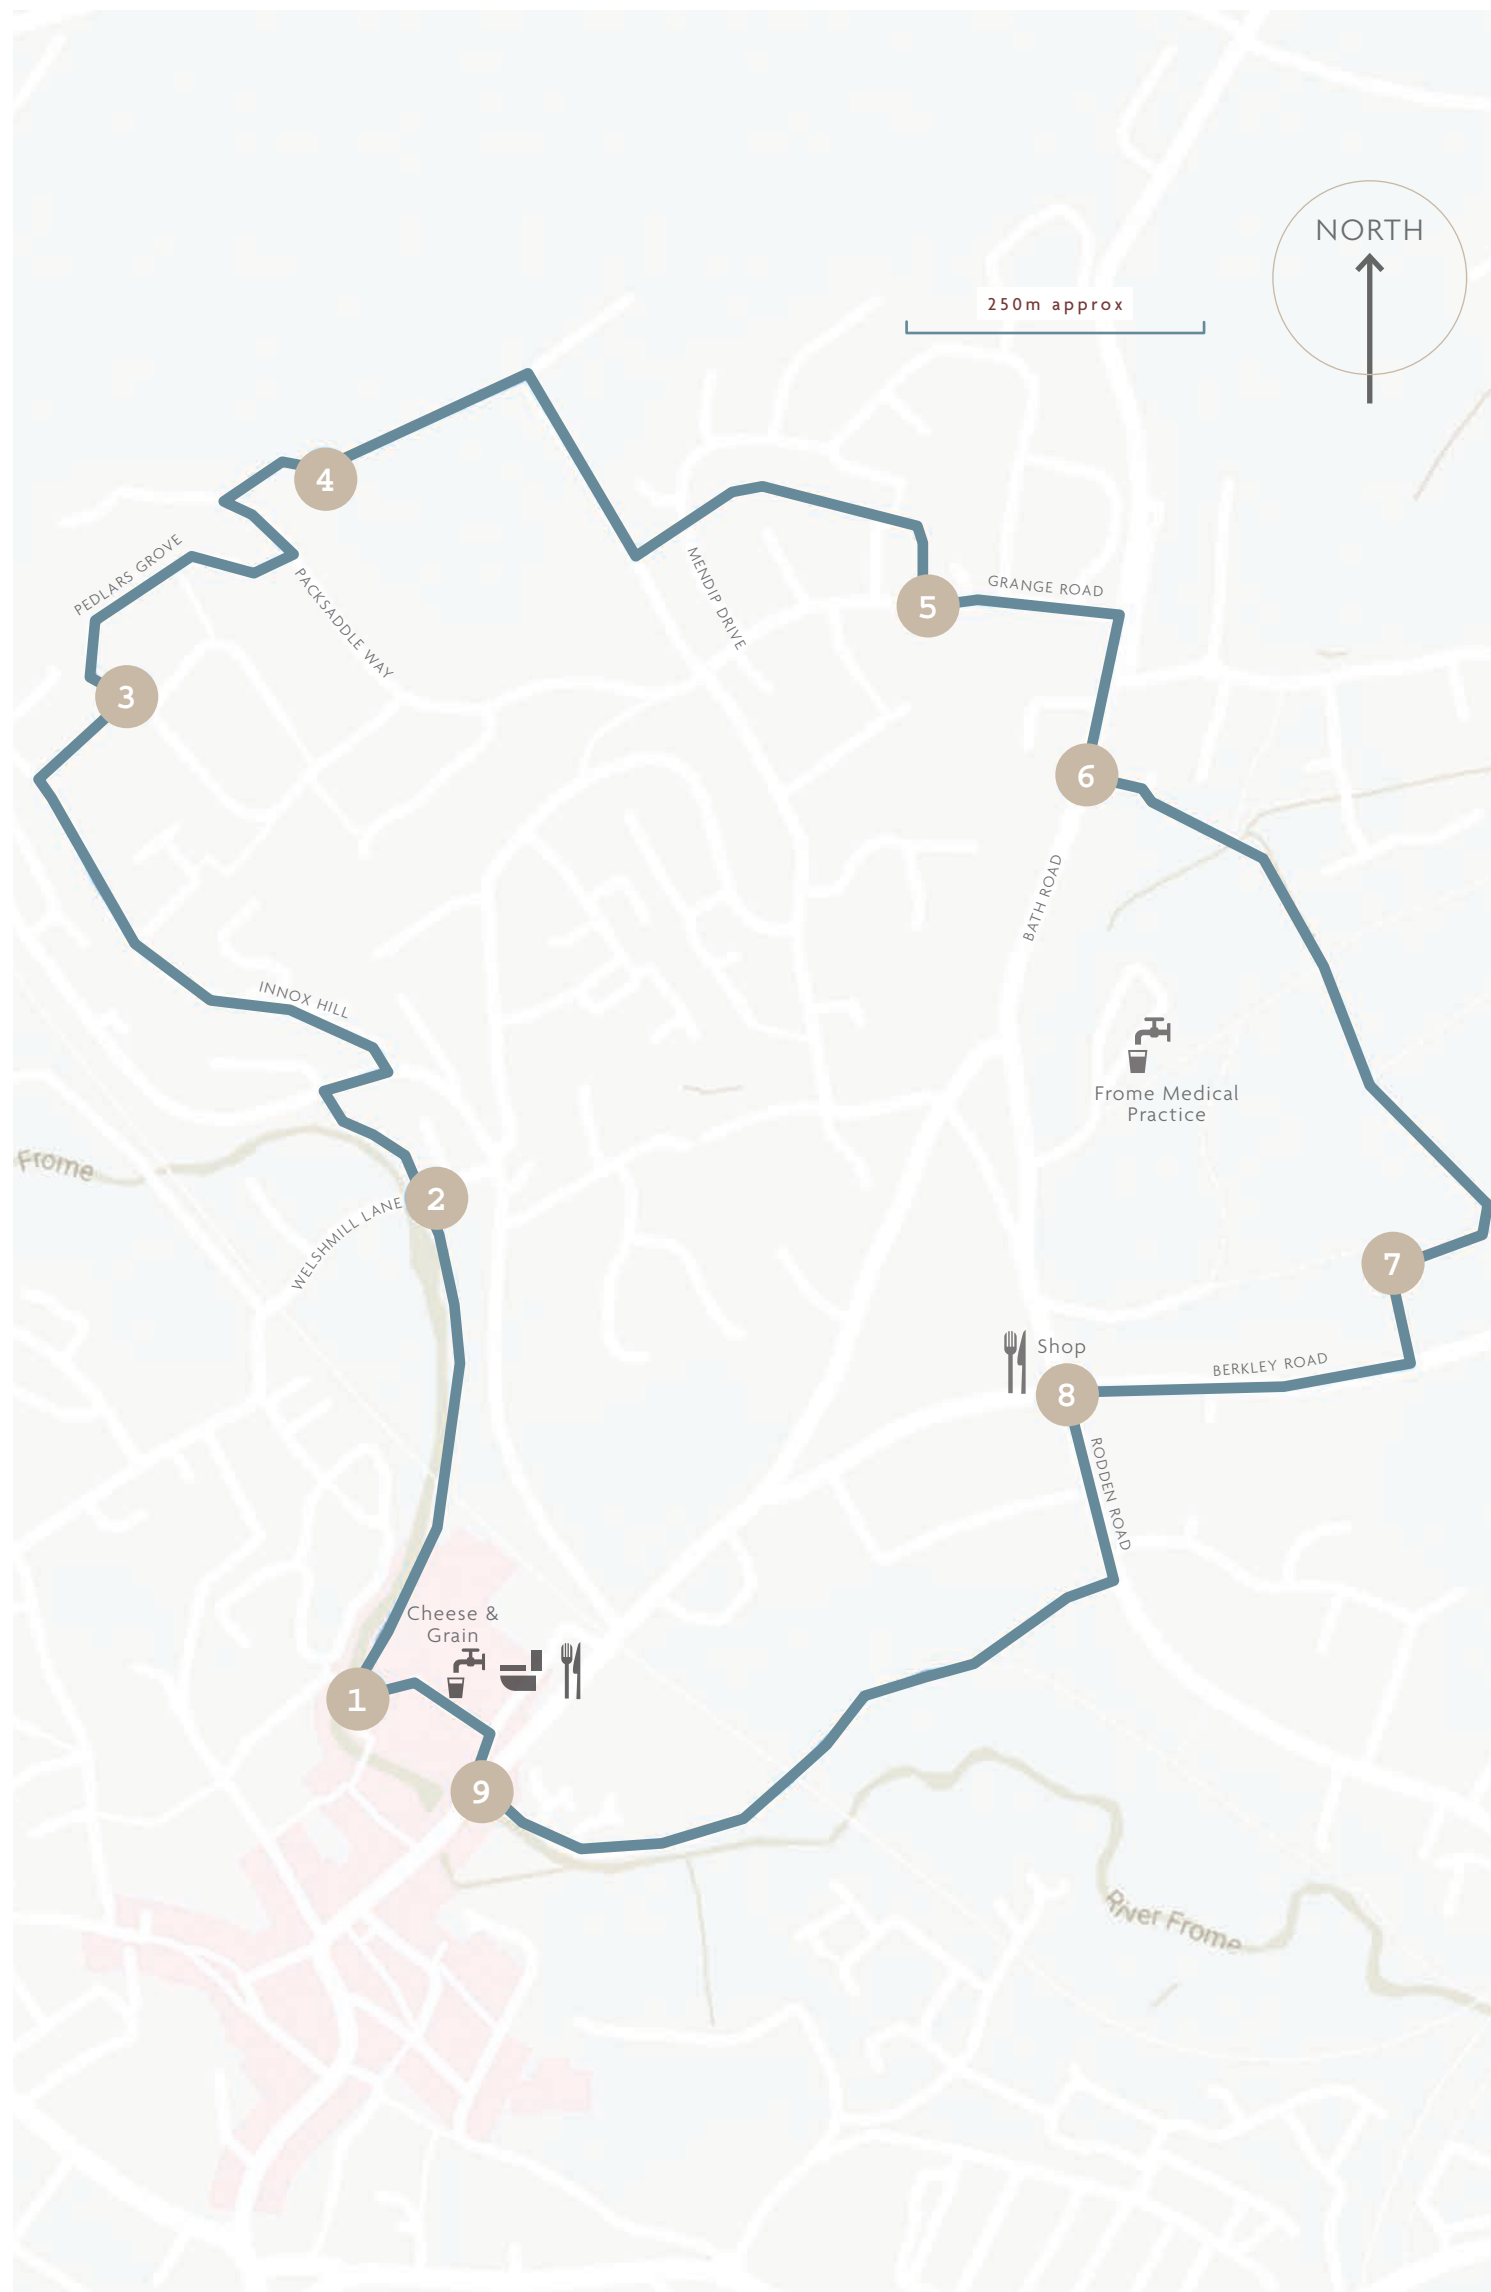 NORTH
250m approx
4
PEDLARS GROVE
PACKSADDLE WAY
MENDIP DRIVE
GRANGE ROAD
5
3
6
BATH ROAD
INNOX HILL
Frome Medical
Practice
Frome
2
WELSHMILL LANE
7
Shop
BERKLEY ROAD
8
RODDEN ROAD
Cheese &
Grain
1
9
River Frome